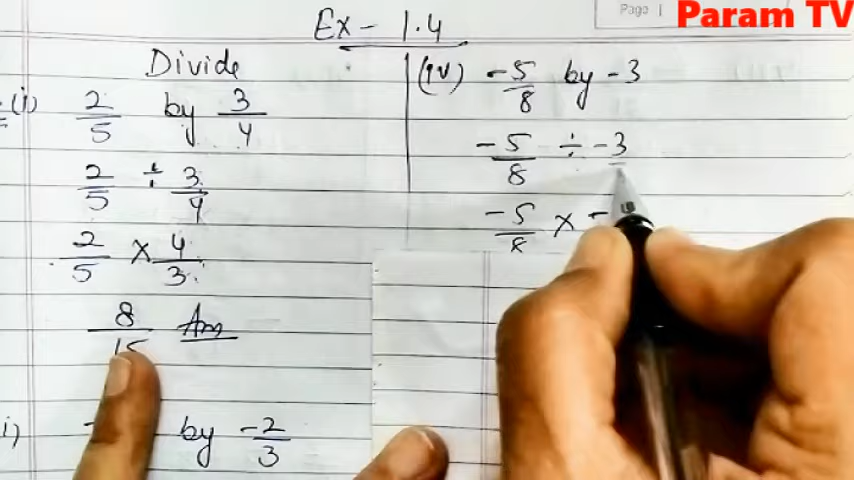 Page 1
Param TV
Ex - 1.4
Divide
(i) 2/5 by 3/4
2/5 ÷ 3/4
2/5 × 4/3
8/15 Ans
i) by -2/3
(iv) -5/8 by -3
-5/8 ÷ -3
-5/8 × -